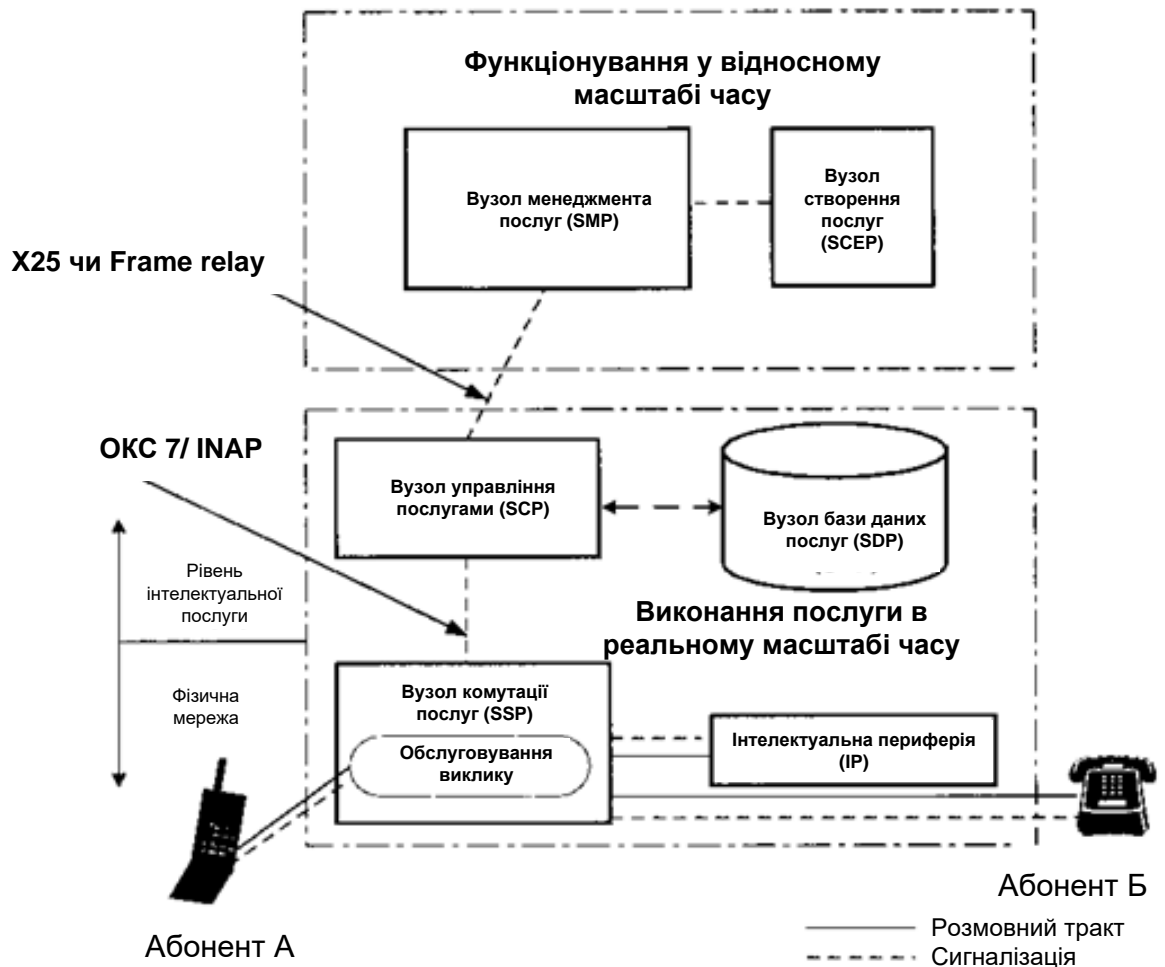 Функціонування у відносному
масштабі часу
Вузол менеджмента
послуг (SMP)
Вузол
створення
послуг
(SCEP)
X25 чи Frame relay
ОКС 7/ INAP
Вузол управління
послугами (SCP)
Вузол бази даних
послуг (SDP)
Рівень
інтелектуальної
послуги
Виконання послуги в
реальному масштабі часу
Фізична
мережа
Вузол комутації
послуг (SSP)
Обслуговування
виклику
Інтелектуальна периферія
(IP)
Абонент А
Абонент Б
Розмовний тракт
Сигналізація